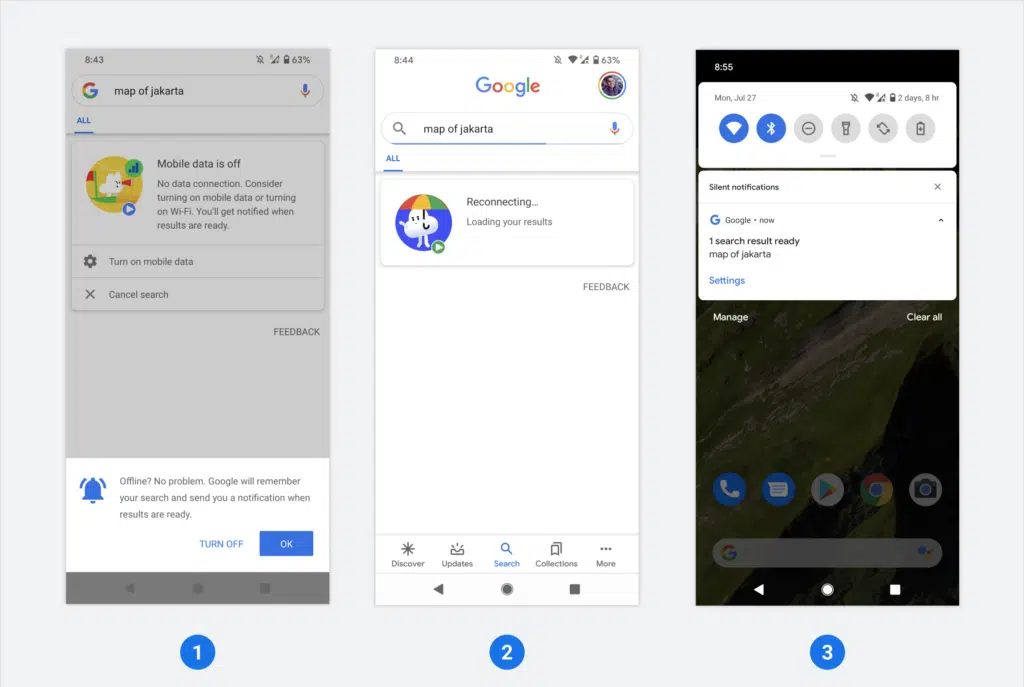 8:43
63%
map of jakarta
ALL
Mobile data is off
No data connection. Consider
turning on mobile data or turning
on Wi-Fi. You'll get notified when
results are ready.
Turn on mobile data
Cancel search
FEEDBACK
Offline? No problem. Google will remember
your search and send you a notification when
results are ready.
TURN OFF
OK
1
8:44
63%
Google
map of jakarta
ALL
Reconnecting...
Loading your results
FEEDBACK
Discover
Updates
Search
Collections
More
2
8:55
Mon, Jul 27
2 days, 8 hr
Silent notifications
Google • now
1 search result ready
map of jakarta
Settings
Manage
Clear all
3